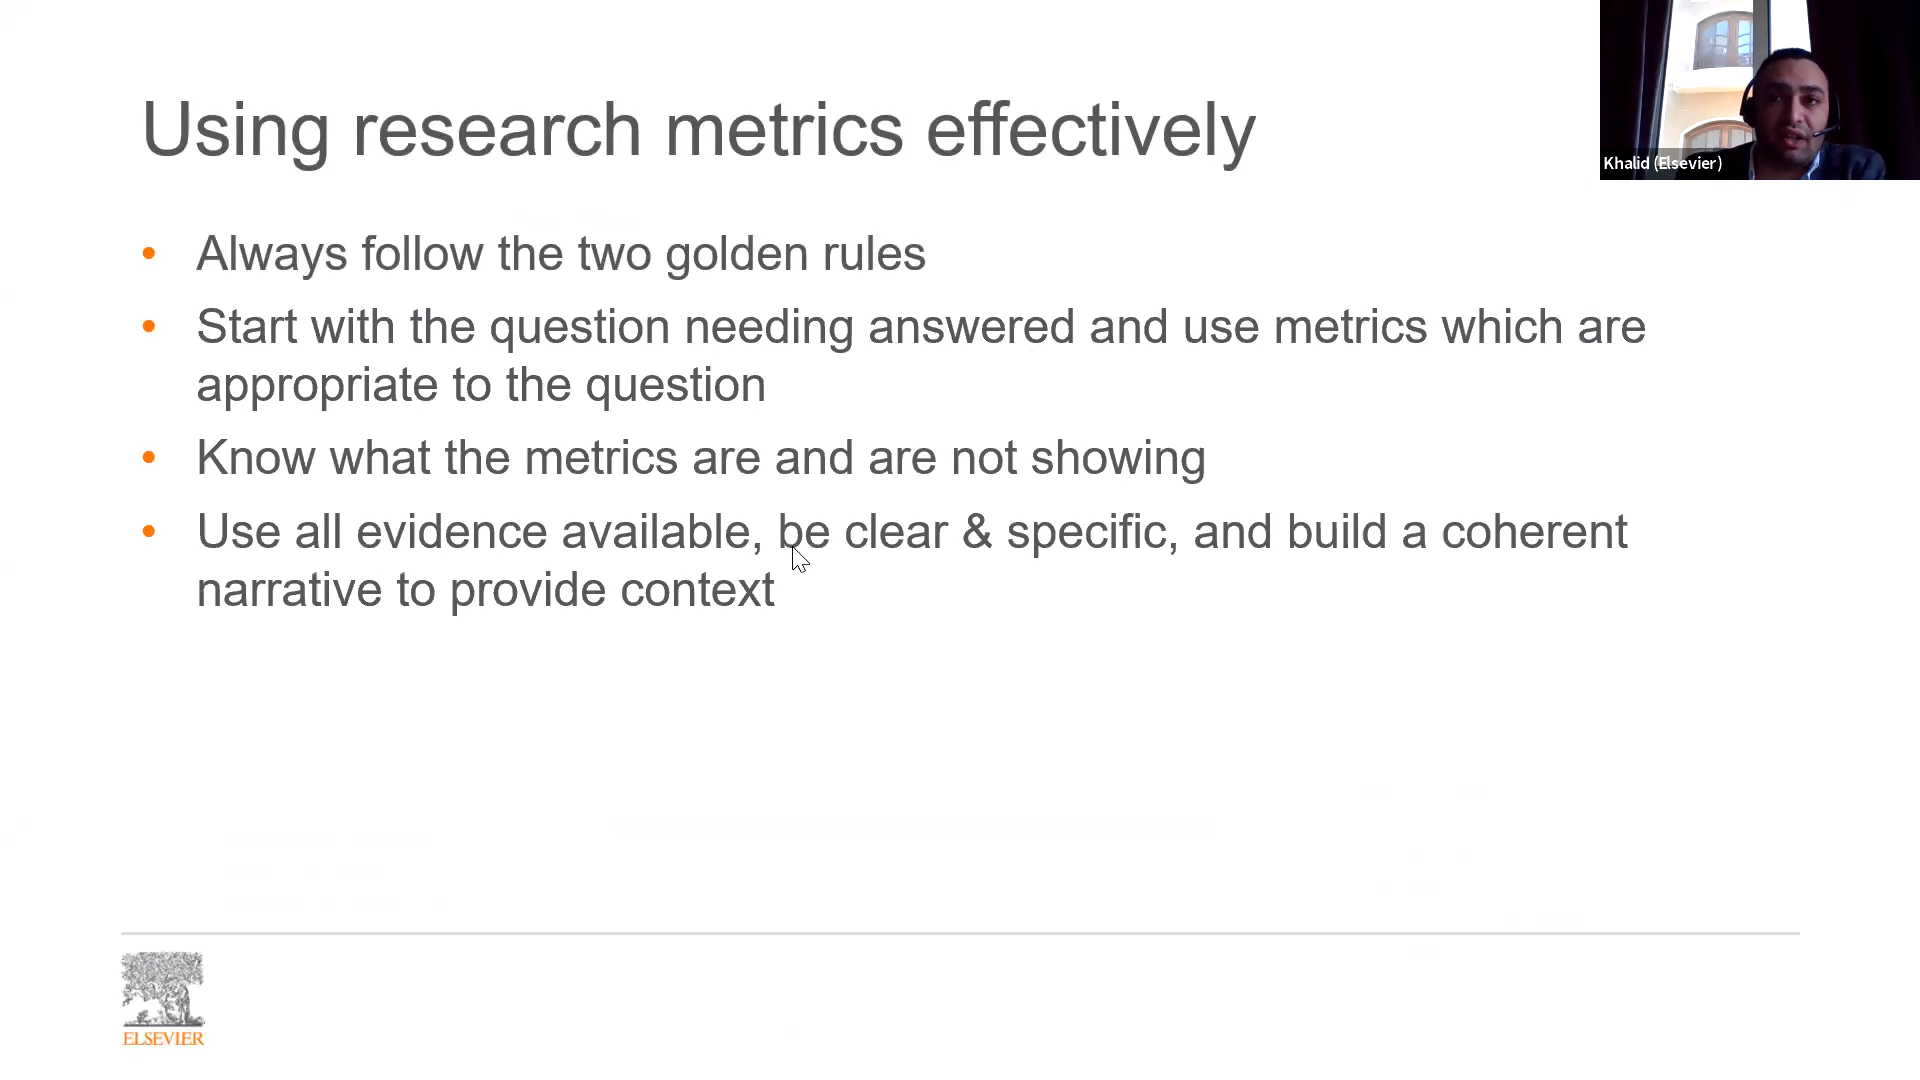 Using research metrics effectively
Khalid (Elsevier)
• Always follow the two golden rules
• Start with the question needing answered and use metrics which are
appropriate to the question
• Know what the metrics are and are not showing
• Use all evidence available, be clear & specific, and build a coherent
narrative to provide context
ELSEVIER